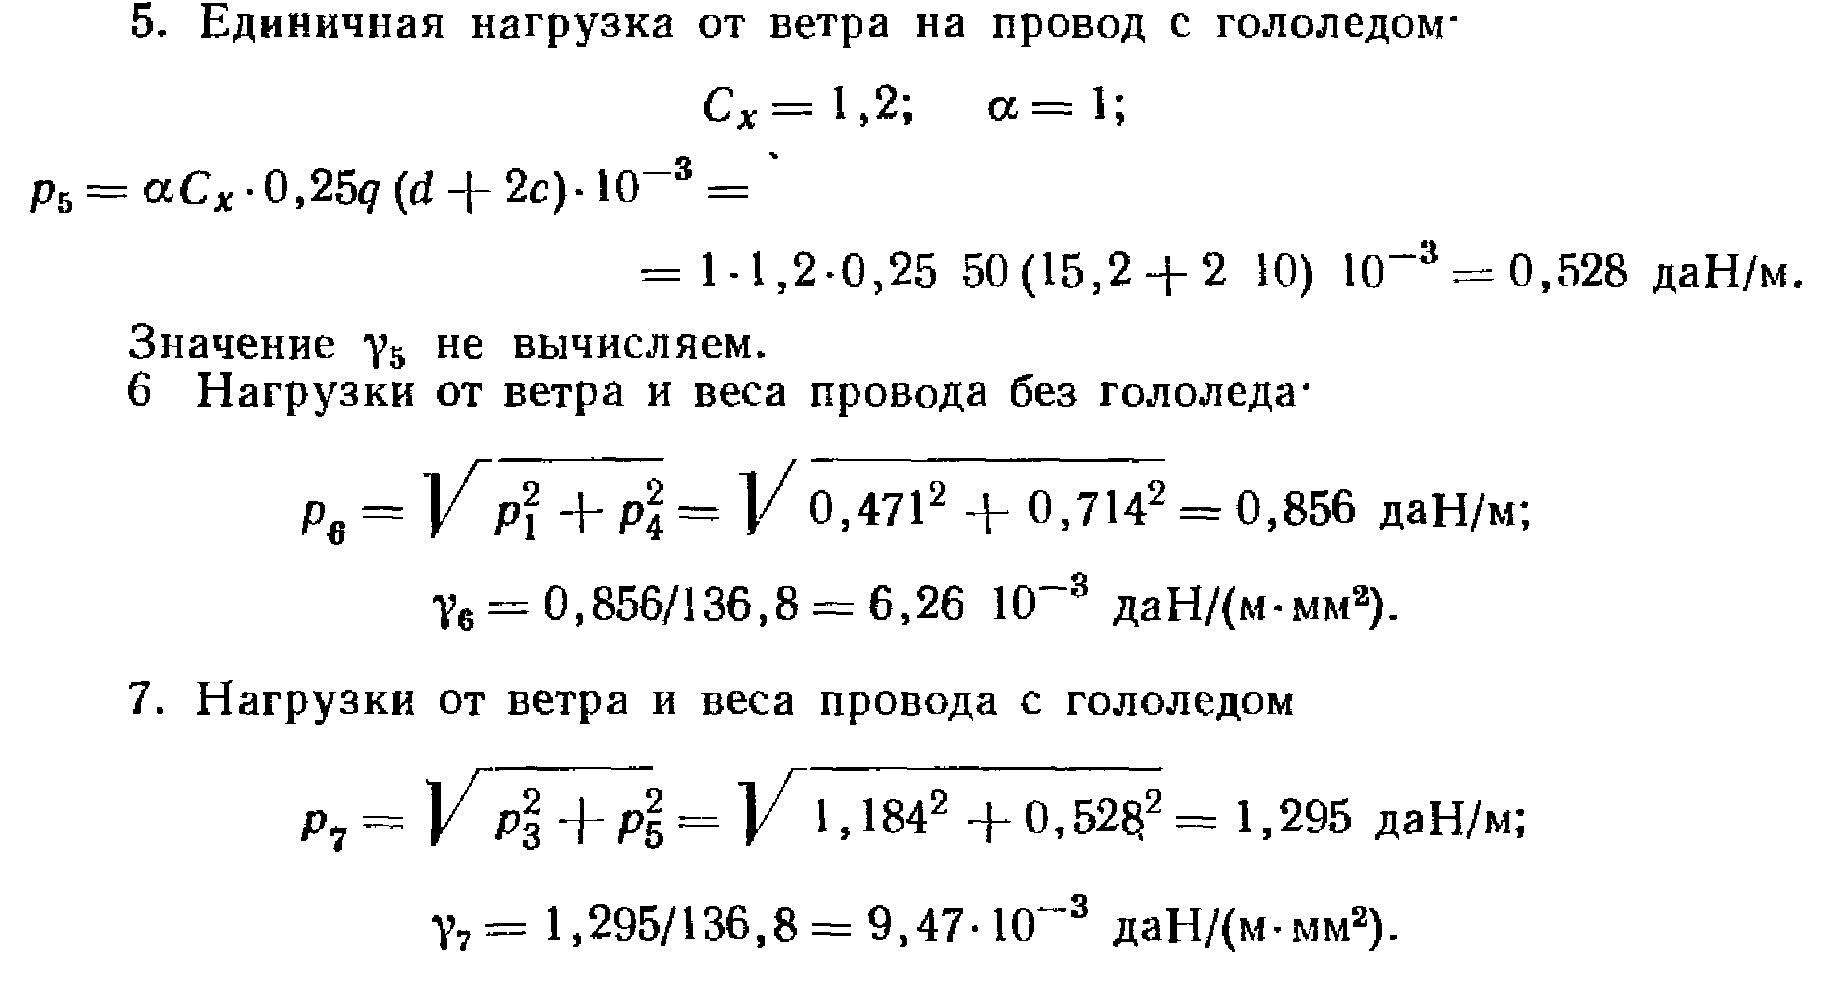 5. Единичная нагрузка от ветра на провод с гололедом·
Cₓ = 1,2; α = 1;
p₅ = αCₓ · 0,25q (d + 2c) · 10⁻³ =
= 1 · 1,2 · 0,25 50 (15,2 + 2 10) 10⁻³ = 0,528 даН/м.
Значение γ₅ не вычисляем.
6 Нагрузки от ветра и веса провода без гололеда·
p₆ = √(p₁² + p₄²) = √(0,471² + 0,714²) = 0,856 даН/м;
γ₆ = 0,856/136,8 = 6,26 10⁻³ даН/(м·мм²).
7. Нагрузки от ветра и веса провода с гололедом
p₇ = √(p₃² + p₅²) = √(1,184² + 0,528²) = 1,295 даН/м;
γ₇ = 1,295/136,8 = 9,47 · 10⁻³ даН/(м·мм²).